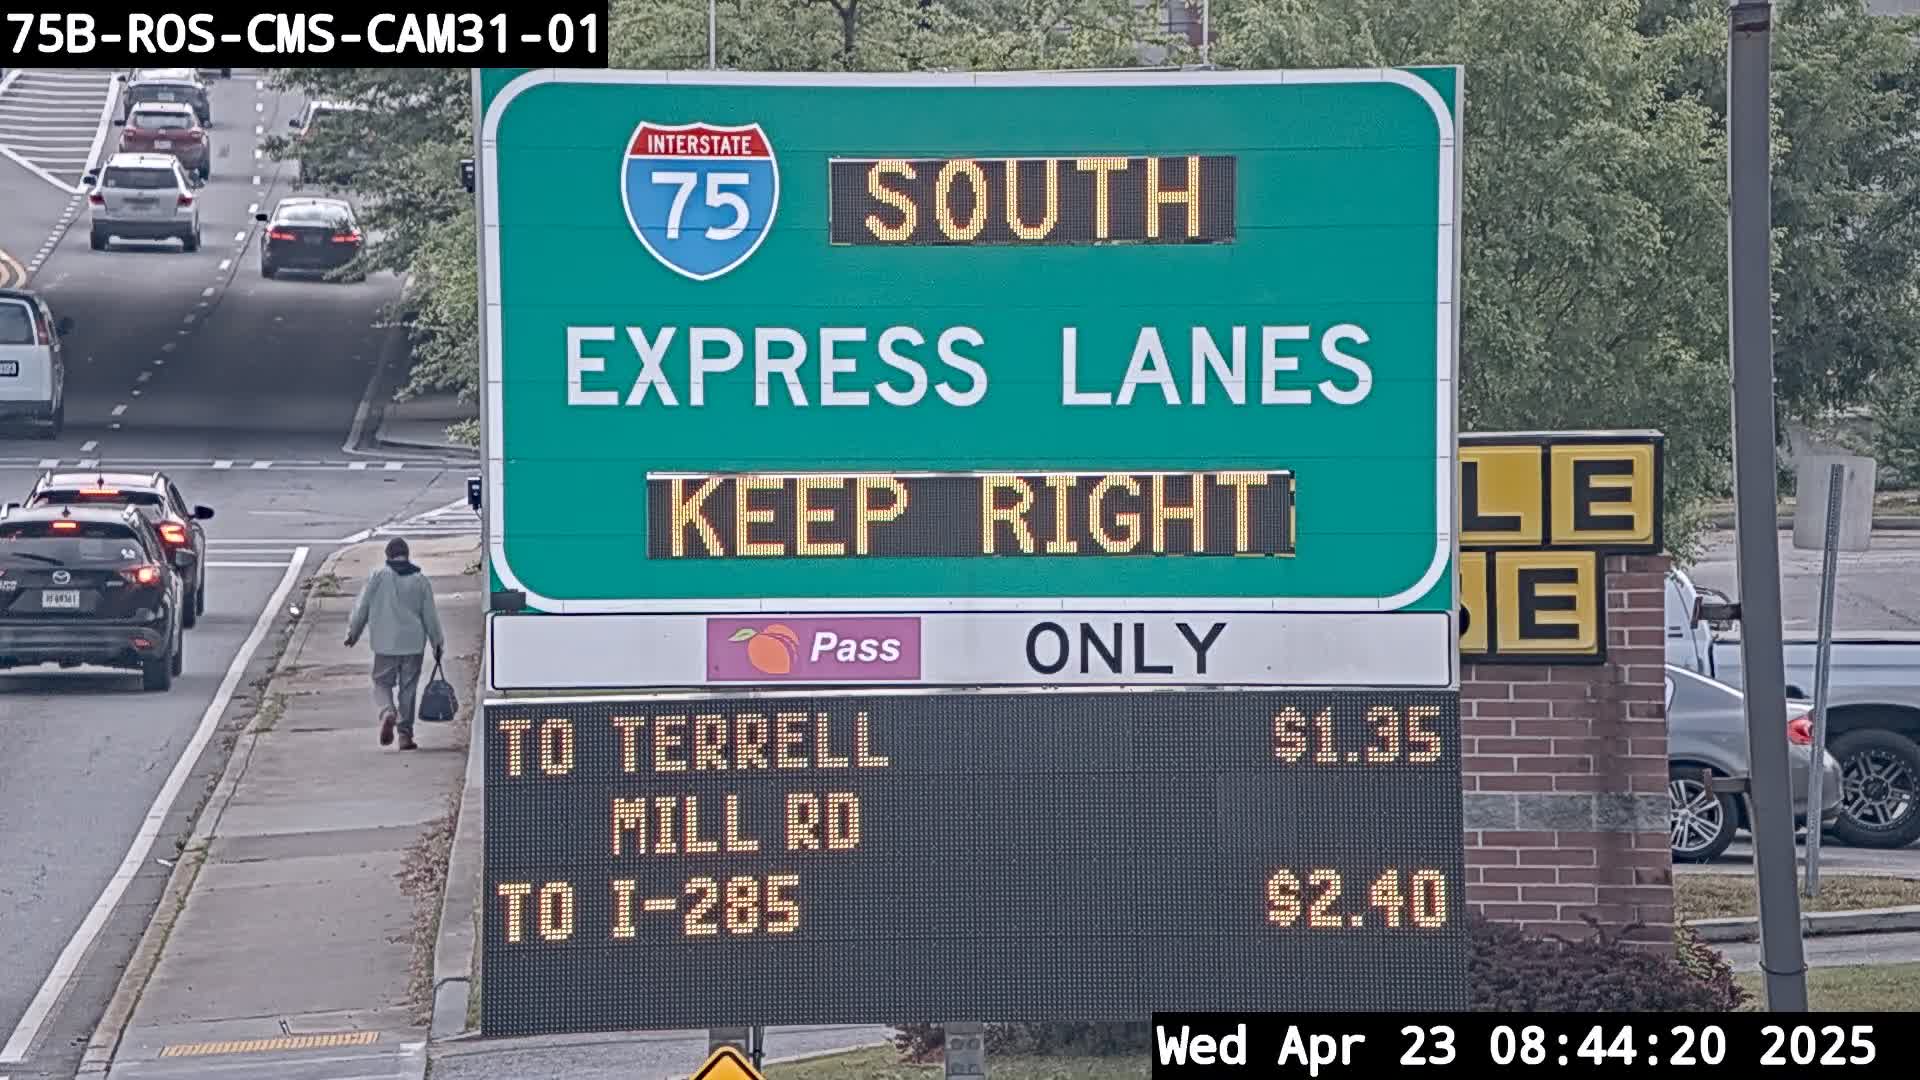 75B-ROS-CMS-CAM31-01
INTERSTATE
75
SOUTH
EXPRESS LANES
KEEP RIGHT
Pass ONLY
TO TERRELL $1.35
MILL RD
TO I-285 $2.40
LE
E
Wed Apr 23 08:44:20 2025